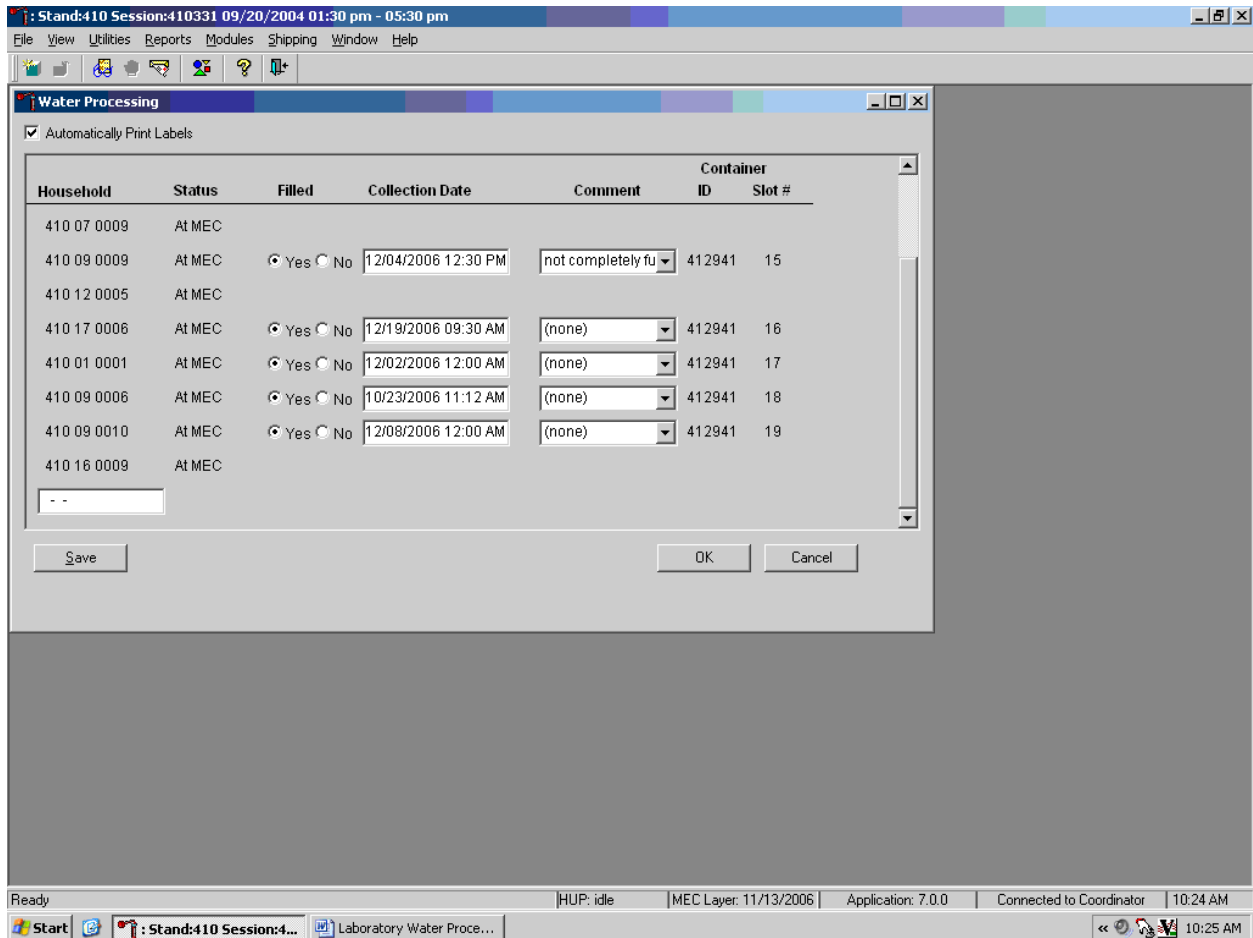 : Stand:410 Session:410331 09/20/2004 01:30 pm - 05:30 pm
File View Utilities Reports Modules Shipping Window Help
Water Processing
Automatically Print Labels
Container
Household Status Filled Collection Date Comment ID Slot #
410 07 0009 At MEC
410 09 0009 At MEC Yes No 12/04/2006 12:30 PM not completely fu 412941 15
410 12 0005 At MEC
410 17 0006 At MEC Yes No 12/19/2006 09:30 AM (none) 412941 16
410 01 0001 At MEC Yes No 12/02/2006 12:00 AM (none) 412941 17
410 09 0006 At MEC Yes No 10/23/2006 11:12 AM (none) 412941 18
410 09 0010 At MEC Yes No 12/08/2006 12:00 AM (none) 412941 19
410 16 0009 At MEC
- -
Save OK Cancel
Ready HUP: idle MEC Layer: 11/13/2006 Application: 7.0.0 Connected to Coordinator 10:24 AM
Start : Stand:410 Session:4... Laboratory Water Proce... « 10:25 AM